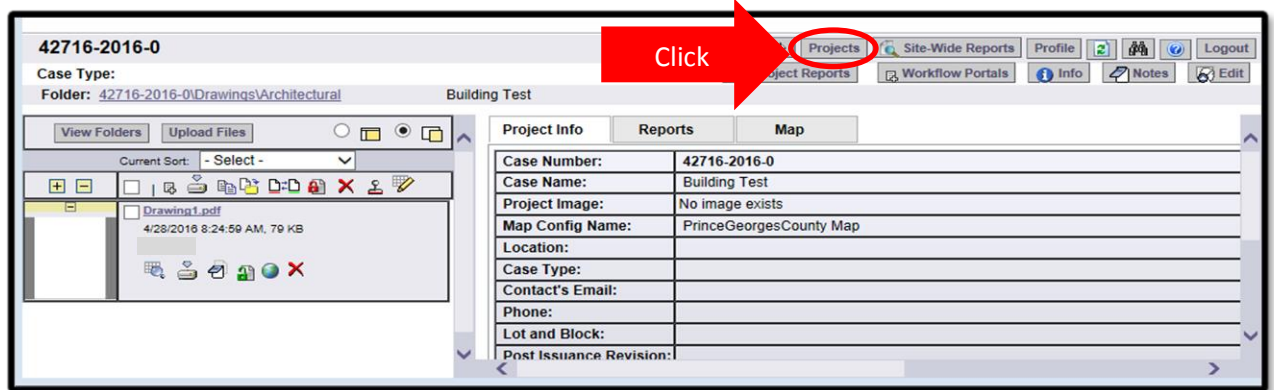 42716-2016-0
Click
Projects Site-Wide Reports Profile Logout
Case Type:
Reports Workflow Portals Info Notes Edit
Folder: 42716-2016-0\Drawings\Architectural Building Test
View Folders Upload Files
Project Info Reports Map
Current Sort: - Select -
Case Number: 42716-2016-0
Case Name: Building Test
Project Image: No image exists
Map Config Name: PrinceGeorgesCounty Map
Location:
Case Type:
Contact's Email:
Phone:
Lot and Block:
Post Issuance Revision:
Drawing1.pdf
4/28/2016 8:24:59 AM, 79 KB